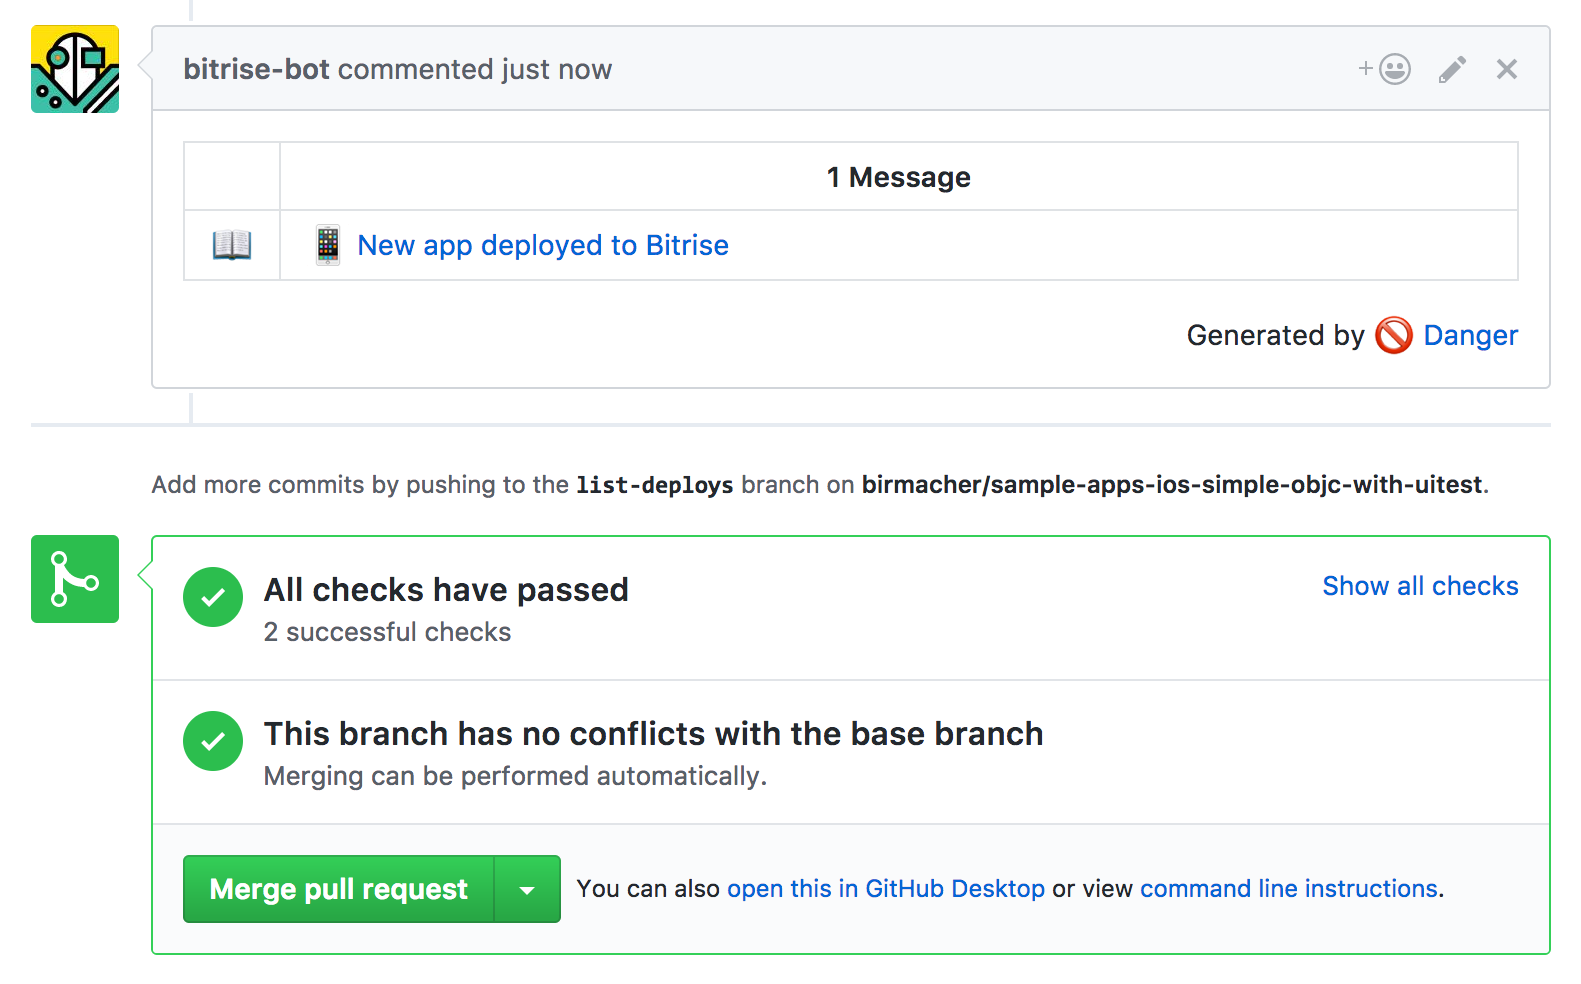 bitrise-bot commented just now
1 Message
New app deployed to Bitrise
Generated by Danger
Add more commits by pushing to the list-deploys branch on birmacher/sample-apps-ios-simple-objc-with-uitest.
All checks have passed
Show all checks
2 successful checks
This branch has no conflicts with the base branch
Merging can be performed automatically.
Merge pull request
You can also open this in GitHub Desktop or view command line instructions.